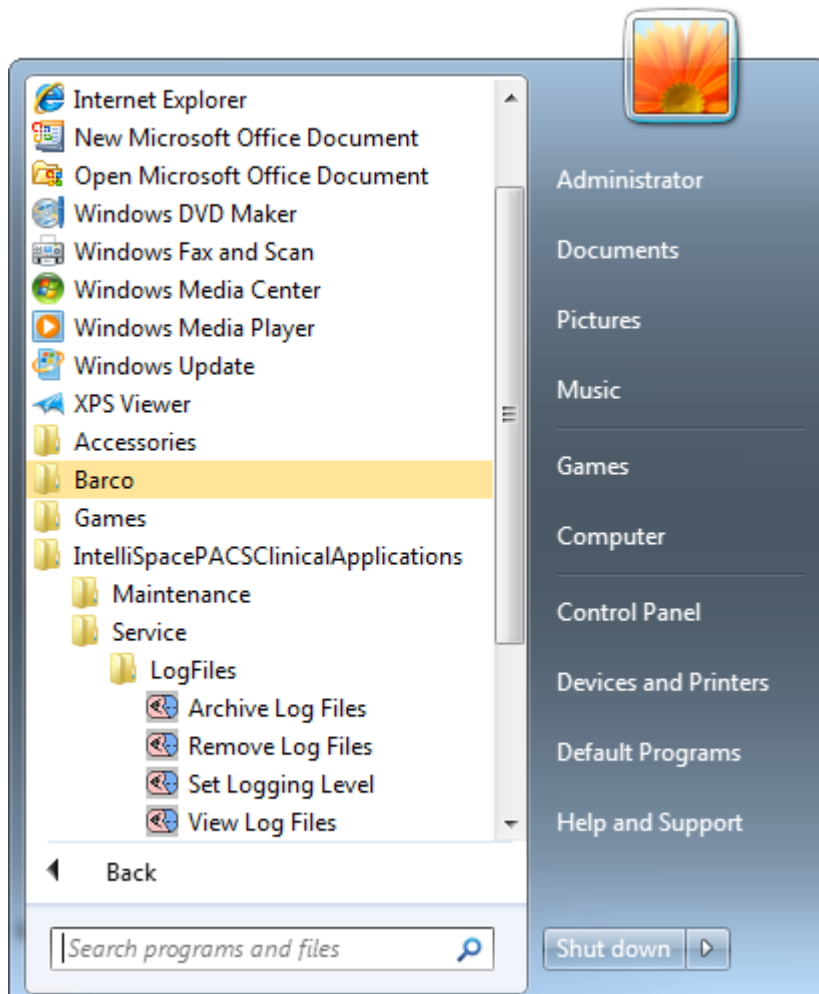 Internet Explorer
New Microsoft Office Document
Open Microsoft Office Document
Windows DVD Maker
Windows Fax and Scan
Windows Media Center
Windows Media Player
Windows Update
XPS Viewer
Accessories
Barco
Games
IntelliSpacePACSClinicalApplications
Maintenance
Service
LogFiles
Archive Log Files
Remove Log Files
Set Logging Level
View Log Files
Back
Search programs and files
Administrator
Documents
Pictures
Music
Games
Computer
Control Panel
Devices and Printers
Default Programs
Help and Support
Shut down